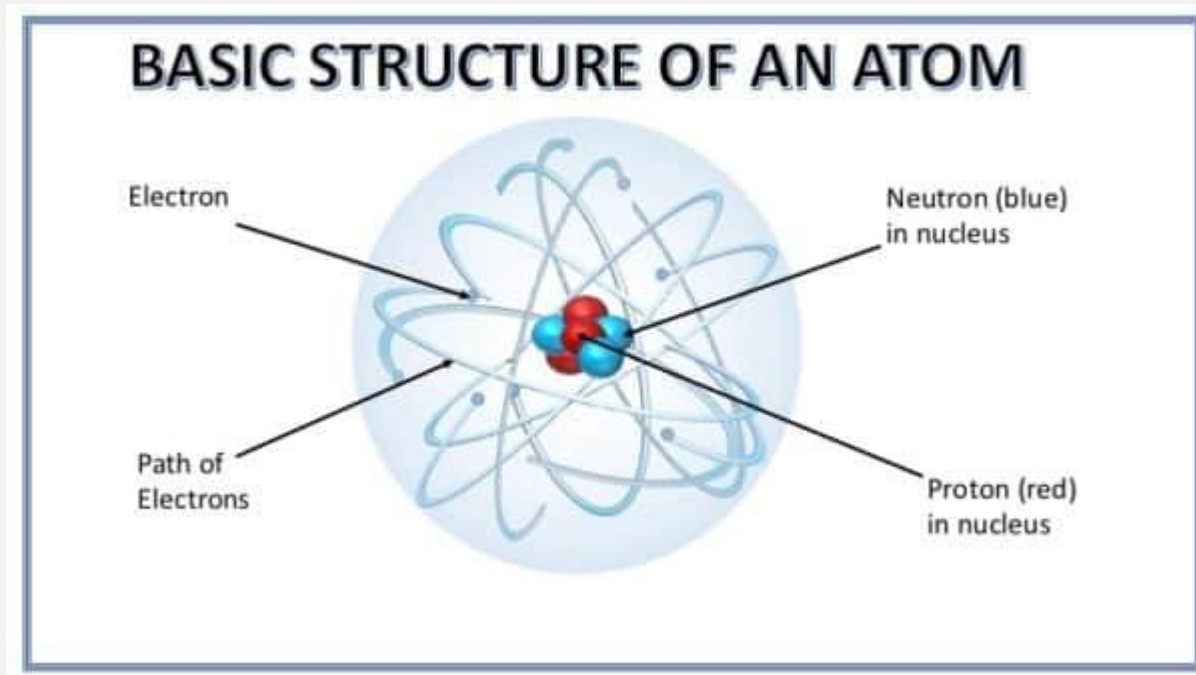 BASIC STRUCTURE OF AN ATOM
Electron
Neutron (blue)
in nucleus
Path of
Electrons
Proton (red)
in nucleus